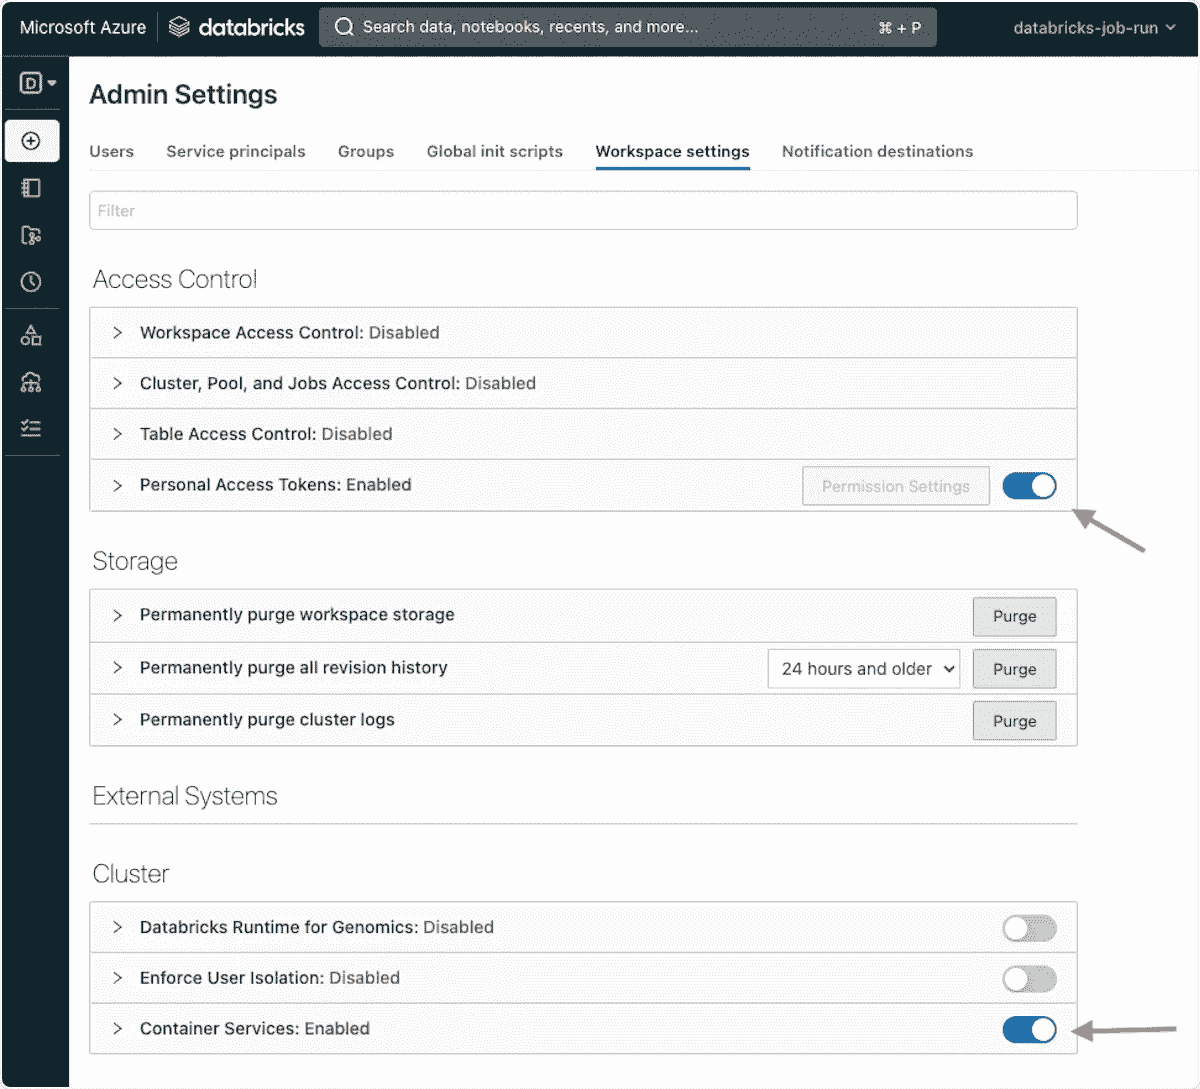 Microsoft Azure databricks Search data, notebooks, recents, and more... ⌘ + P databricks-job-run
D
Admin Settings
Users Service principals Groups Global init scripts Workspace settings Notification destinations
Filter
Access Control
Workspace Access Control: Disabled
Cluster, Pool, and Jobs Access Control: Disabled
Table Access Control: Disabled
Personal Access Tokens: Enabled Permission Settings
Storage
Permanently purge workspace storage Purge
Permanently purge all revision history 24 hours and older Purge
Permanently purge cluster logs Purge
External Systems
Cluster
Databricks Runtime for Genomics: Disabled
Enforce User Isolation: Disabled
Container Services: Enabled